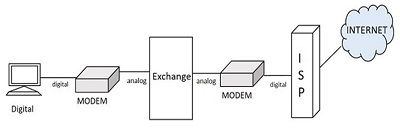 INTERNET
Exchange
I
S
P
digital
analog
analog
digital
MODEM
MODEM
Digital